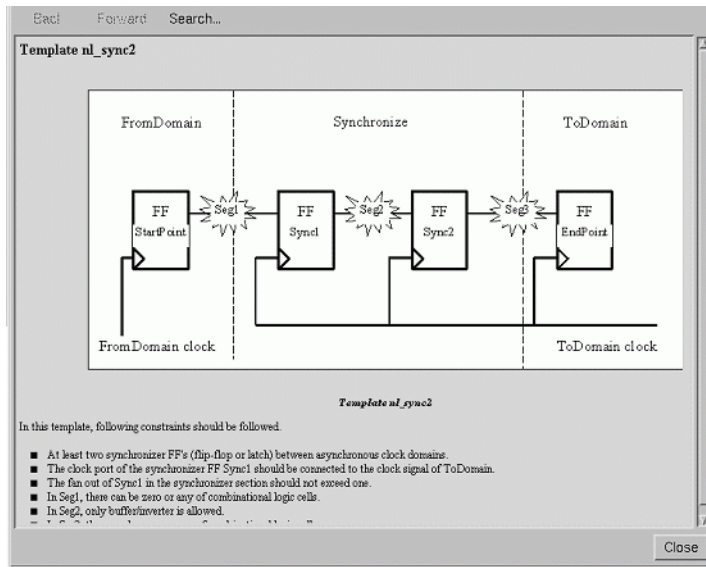 Back Forward Search...
Template nl_sync2
FromDomain Synchronize ToDomain
FF FF FF FF
Seg1 Seg2 Seg3
StartPoint Sync1 Sync2 EndPoint
FromDomain clock ToDomain clock
Template nl_sync2
In this template, following constraints should be followed.
At least two synchronizer FF's (flip-flop or latch) between asynchronous clock domains.
The clock port of the synchronizer FF Sync1 should be connected to the clock signal of ToDomain.
The fan out of Sync1 in the synchronizer section should not exceed one.
In Seg1, there can be zero or any of combinational logic cells.
In Seg2, only buffer/inverter is allowed.
Close